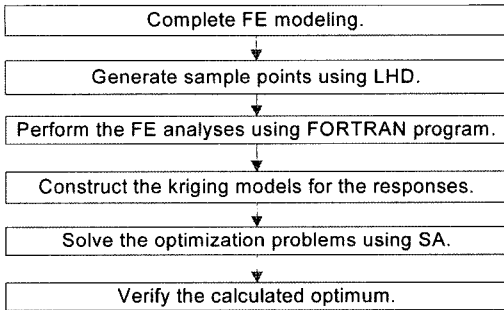 Complete FE modeling.
Generate sample points using LHD.
Perform the FE analyses using FORTRAN program.
Construct the kriging models for the responses.
Solve the optimization problems using SA.
Verify the calculated optimum.